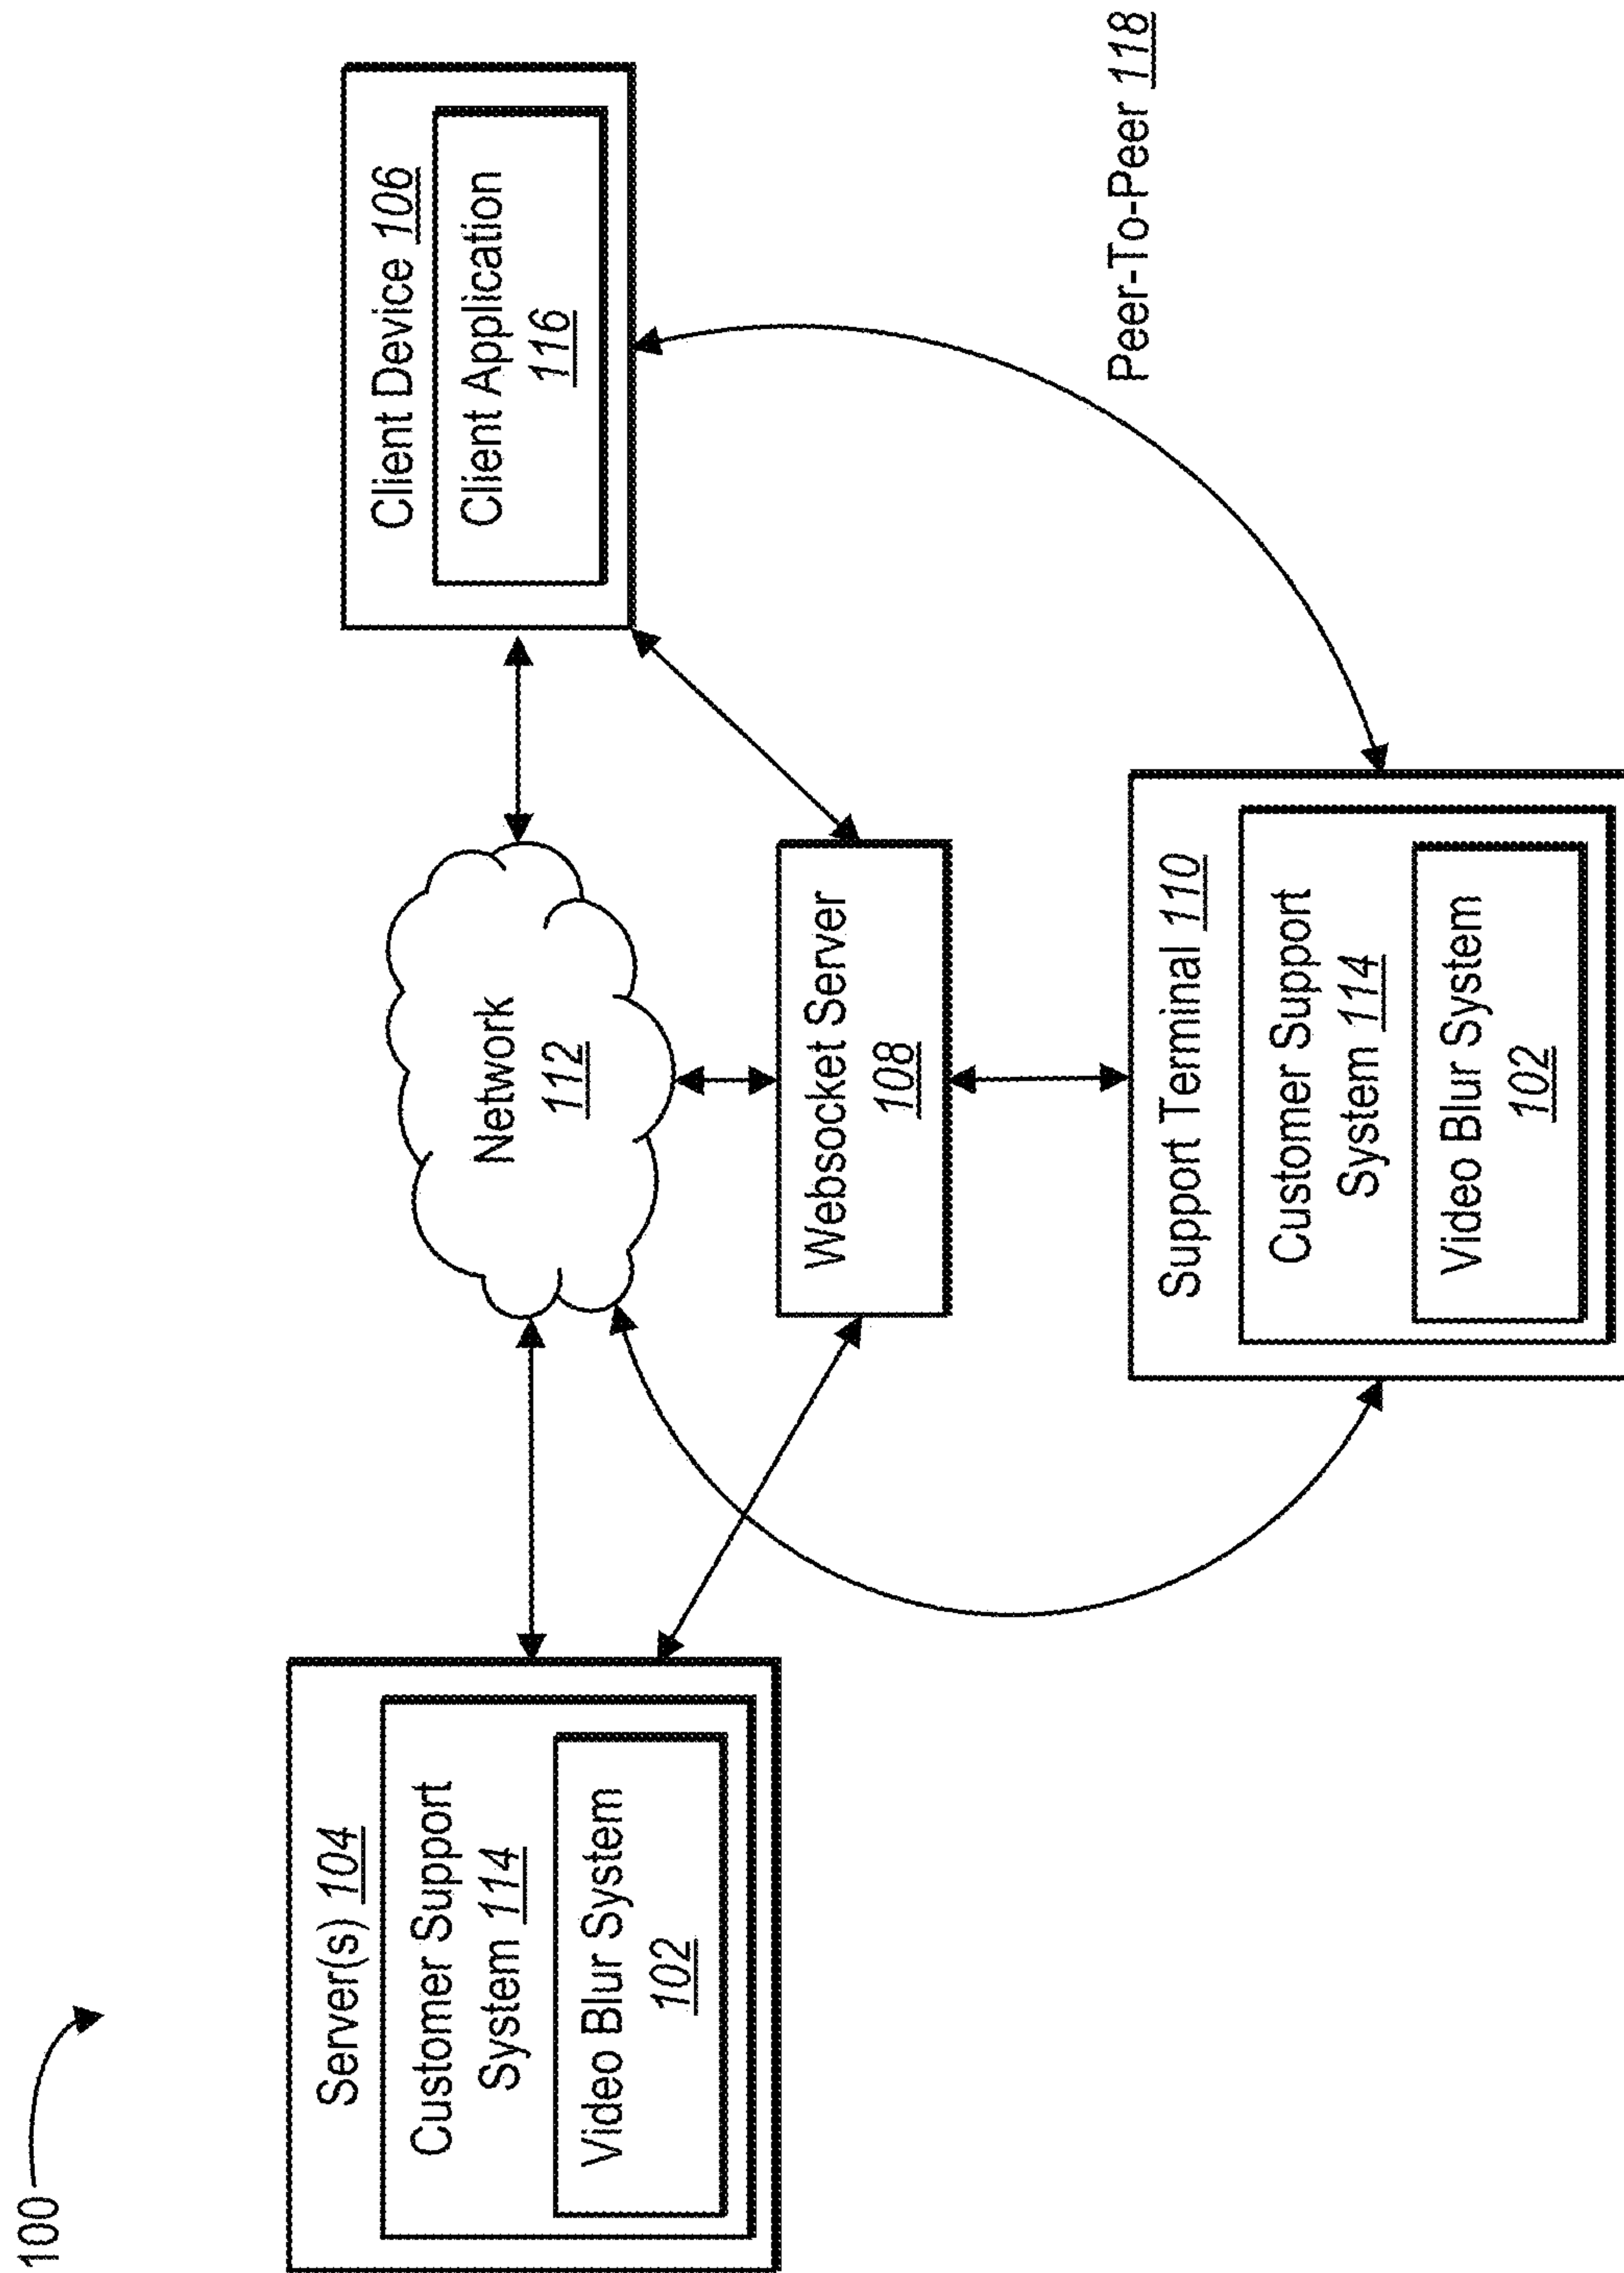 100
Server(s) 104
Customer Support
System 114
Video Blur System
102
Network
112
Websocket Server
108
Client Device 106
Client Application
116
Support Terminal 110
Customer Support
System 114
Video Blur System
102
Peer-To-Peer 118